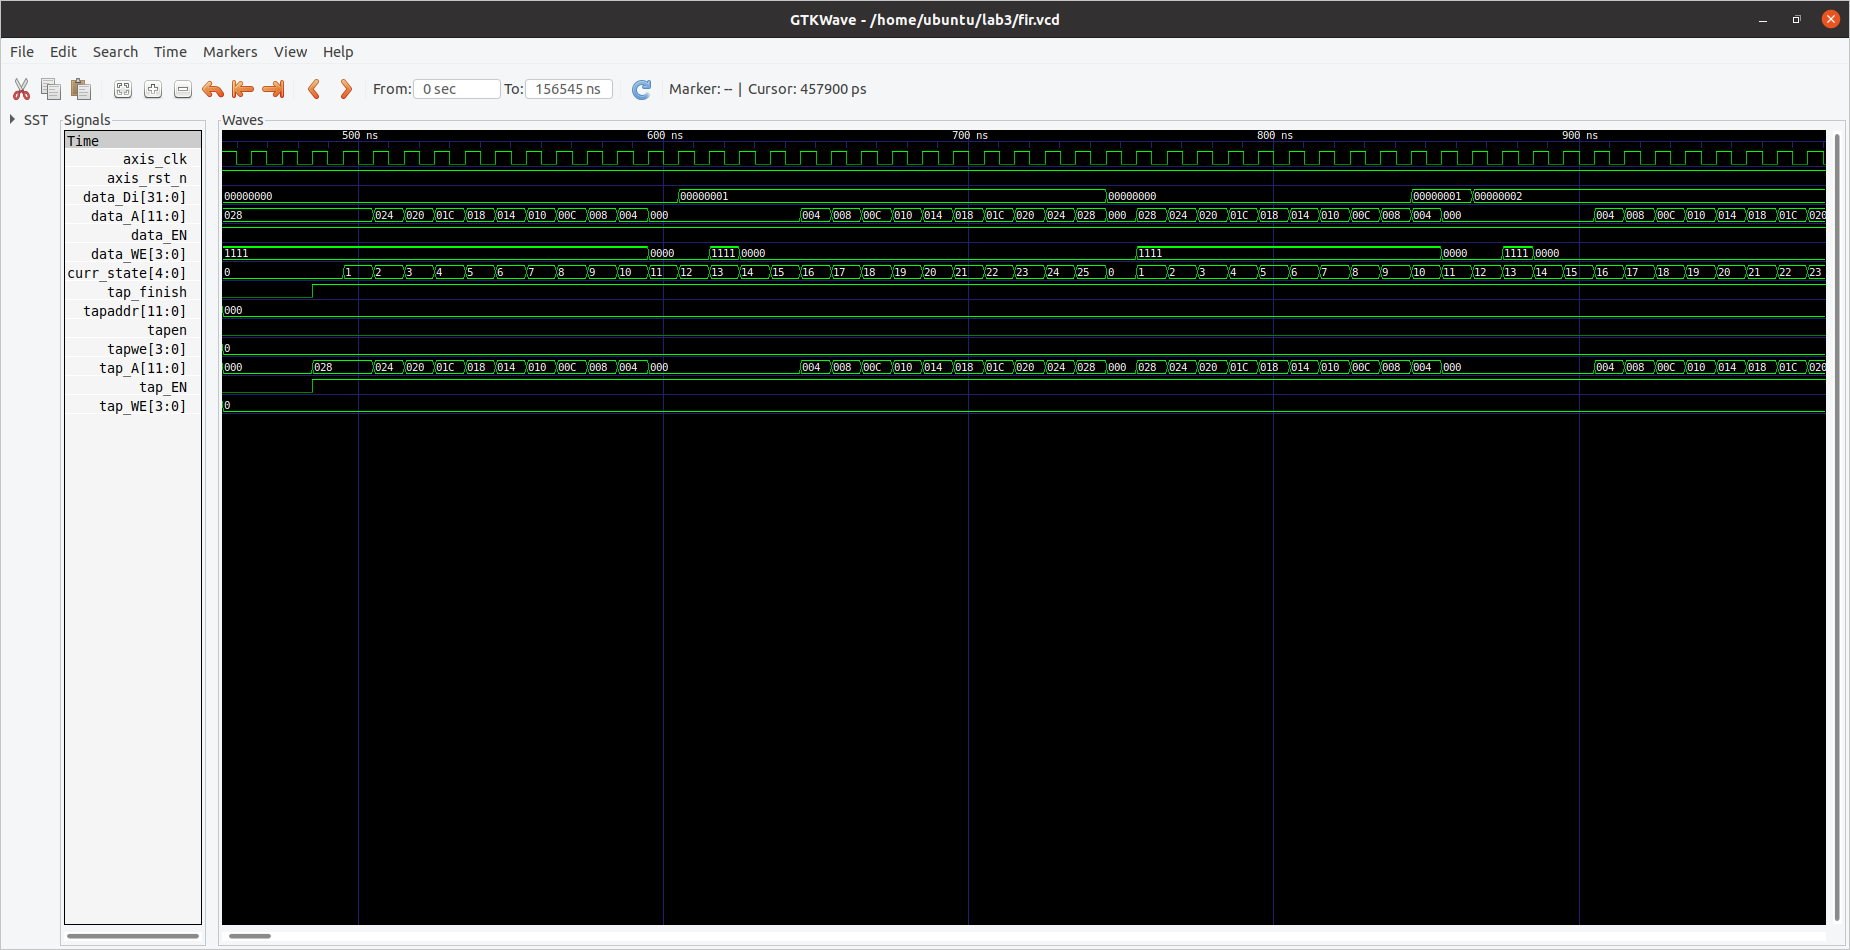 GTKWave - /home/ubuntu/lab3/fir.vcd
File Edit Search Time Markers View Help
From: 0 sec To: 156545 ns Marker: -- | Cursor: 457900 ps
SST Signals Waves
Time 500 ns 600 ns 700 ns 800 ns 900 ns
axis_clk
axis_rst_n
data_Di[31:0] 00000000 00000001 00000000 00000001 00000002
data_A[11:0] 028 024 020 01C 018 014 010 00C 008 004 000 004 008 00C 010 014 018 01C 020 024 028 000 028 024 020 01C 018 014 010 00C 008 004 000 004 008 00C 010 014 018 01C 020
data_EN
data_WE[3:0] 1111 0000 1111 0000 1111 0000 1111 0000
curr_state[4:0] 0 1 2 3 4 5 6 7 8 9 10 11 12 13 14 15 16 17 18 19 20 21 22 23 24 25 0 1 2 3 4 5 6 7 8 9 10 11 12 13 14 15 16 17 18 19 20 21 22 23
tap_finish
tapaddr[11:0] 000
tapen
tapwe[3:0] 0
tap_A[11:0] 000 028 024 020 01C 018 014 010 00C 008 004 000 004 008 00C 010 014 018 01C 020 024 028 000 028 024 020 01C 018 014 010 00C 008 004 000 004 008 00C 010 014 018 01C 020
tap_EN
tap_WE[3:0] 0